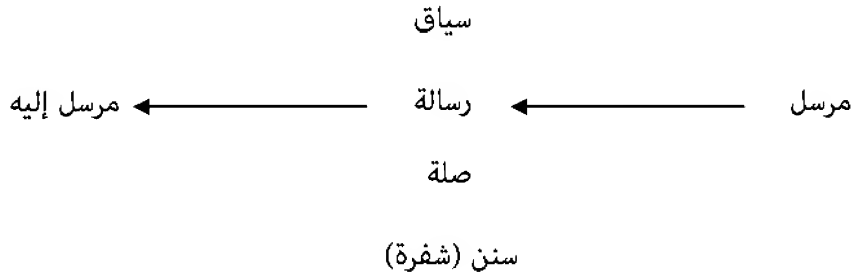 سياق
مرسل رسالة مرسل إليه
صلة
سنن (شفرة)